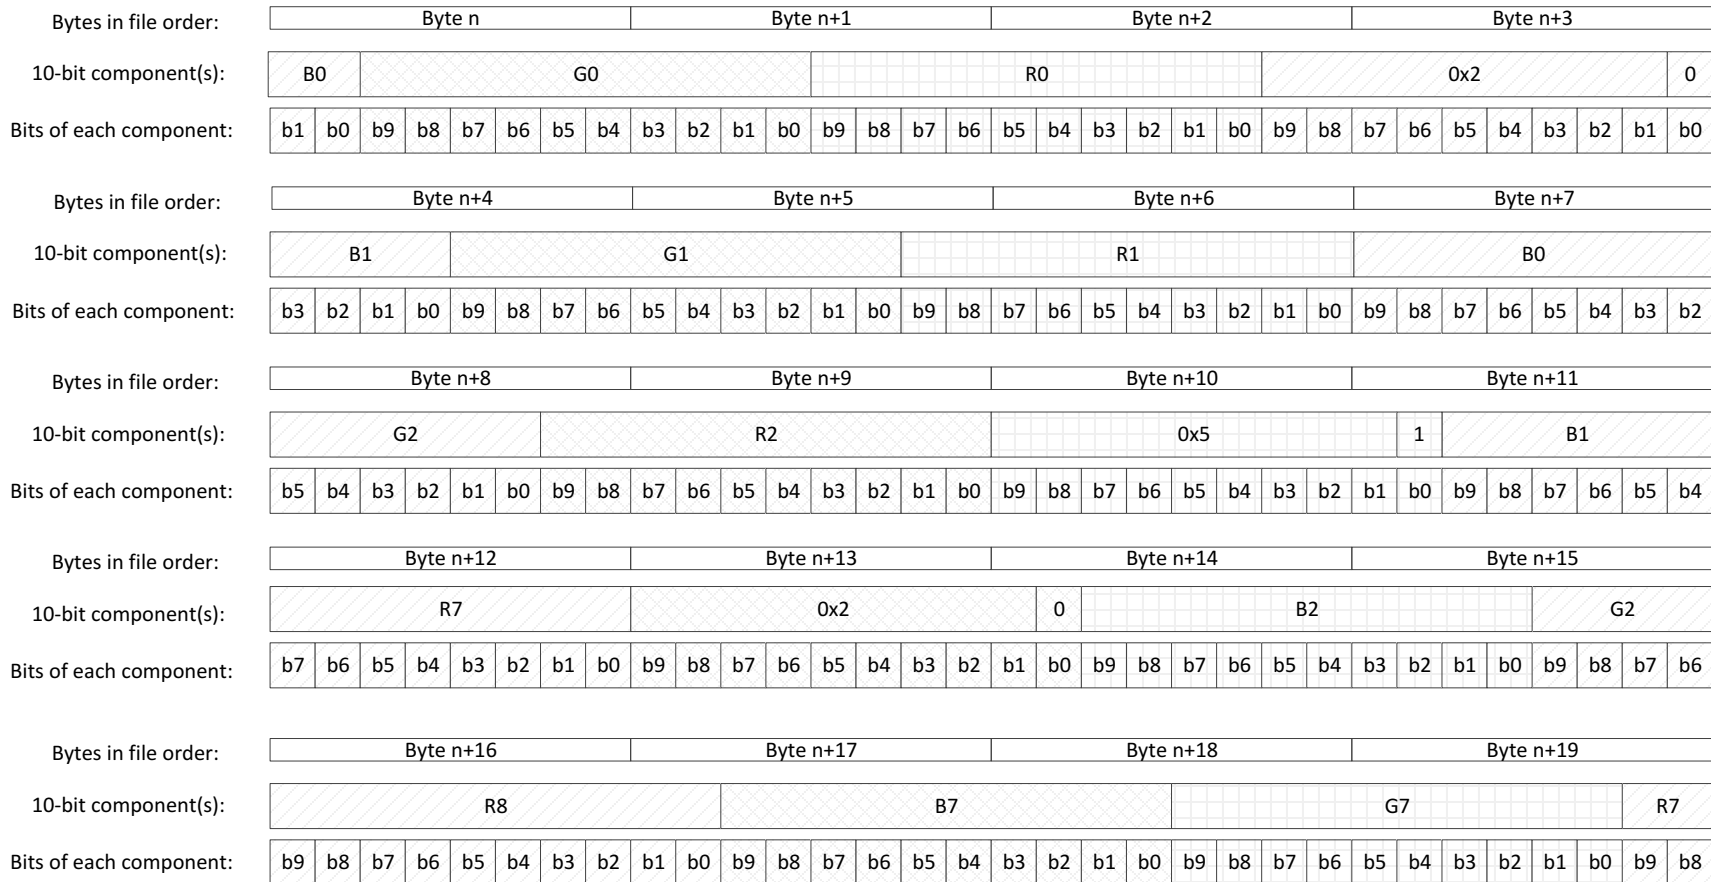 Bytes in file order: Byte n Byte n+1 Byte n+2 Byte n+3
10-bit component(s): B0 G0 R0 0x2 0
Bits of each component: b1 b0 b9 b8 b7 b6 b5 b4 b3 b2 b1 b0 b9 b8 b7 b6 b5 b4 b3 b2 b1 b0 b9 b8 b7 b6 b5 b4 b3 b2 b1 b0
Bytes in file order: Byte n+4 Byte n+5 Byte n+6 Byte n+7
10-bit component(s): B1 G1 R1 B0
Bits of each component: b3 b2 b1 b0 b9 b8 b7 b6 b5 b4 b3 b2 b1 b0 b9 b8 b7 b6 b5 b4 b3 b2 b1 b0 b9 b8 b7 b6 b5 b4 b3 b2
Bytes in file order: Byte n+8 Byte n+9 Byte n+10 Byte n+11
10-bit component(s): G2 R2 0x5 1 B1
Bits of each component: b5 b4 b3 b2 b1 b0 b9 b8 b7 b6 b5 b4 b3 b2 b1 b0 b9 b8 b7 b6 b5 b4 b3 b2 b1 b0 b9 b8 b7 b6 b5 b4
Bytes in file order: Byte n+12 Byte n+13 Byte n+14 Byte n+15
10-bit component(s): R7 0x2 0 B2 G2
Bits of each component: b7 b6 b5 b4 b3 b2 b1 b0 b9 b8 b7 b6 b5 b4 b3 b2 b1 b0 b9 b8 b7 b6 b5 b4 b3 b2 b1 b0 b9 b8 b7 b6
Bytes in file order: Byte n+16 Byte n+17 Byte n+18 Byte n+19
10-bit component(s): R8 B7 G7 R7
Bits of each component: b9 b8 b7 b6 b5 b4 b3 b2 b1 b0 b9 b8 b7 b6 b5 b4 b3 b2 b1 b0 b9 b8 b7 b6 b5 b4 b3 b2 b1 b0 b9 b8